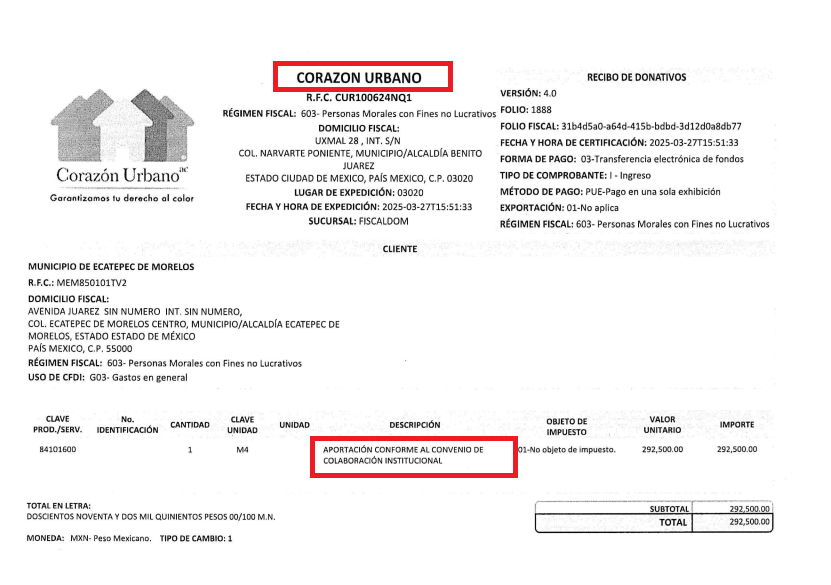 CORAZON URBANO
R.F.C. CUR100624NQ1
RÉGIMEN FISCAL: 603- Personas Morales con Fines no Lucrativos
DOMICILIO FISCAL:
UXMAL 28 , INT. S/N
COL. NARVARTE PONIENTE, MUNICIPIO/ALCALDÍA BENITO
JUAREZ
ESTADO CIUDAD DE MEXICO, PAÍS MEXICO, C.P. 03020
LUGAR DE EXPEDICIÓN: 03020
FECHA Y HORA DE EXPEDICIÓN: 2025-03-27T15:51:33
SUCURSAL: FISCALDOM
Corazón Urbano ac
Garantizamos tu derecho al color
RECIBO DE DONATIVOS
VERSIÓN: 4.0
FOLIO: 1888
FOLIO FISCAL: 31b4d5a0-a64d-415b-bdbd-3d12d0a8db77
FECHA Y HORA DE CERTIFICACIÓN: 2025-03-27T15:51:33
FORMA DE PAGO: 03-Transferencia electrónica de fondos
TIPO DE COMPROBANTE: I - Ingreso
MÉTODO DE PAGO: PUE-Pago en una sola exhibición
EXPORTACIÓN: 01-No aplica
RÉGIMEN FISCAL: 603- Personas Morales con Fines no Lucrativos
CLIENTE
MUNICIPIO DE ECATEPEC DE MORELOS
R.F.C.: MEM850101TV2
DOMICILIO FISCAL:
AVENIDA JUAREZ SIN NUMERO INT. SIN NUMERO,
COL. ECATEPEC DE MORELOS CENTRO, MUNICIPIO/ALCALDÍA ECATEPEC DE
MORELOS, ESTADO ESTADO DE MÉXICO
PAÍS MEXICO, C.P. 55000
RÉGIMEN FISCAL: 603- Personas Morales con Fines no Lucrativos
USO DE CFDI: G03- Gastos en general
CLAVE PROD./SERV. No. IDENTIFICACIÓN CANTIDAD CLAVE UNIDAD UNIDAD DESCRIPCIÓN OBJETO DE IMPUESTO VALOR UNITARIO IMPORTE
84101600 1 M4 APORTACIÓN CONFORME AL CONVENIO DE 01-No objeto de impuesto. 292,500.00 292,500.00
COLABORACIÓN INSTITUCIONAL
TOTAL EN LETRA:
DOSCIENTOS NOVENTA Y DOS MIL QUINIENTOS PESOS 00/100 M.N.
SUBTOTAL 292,500.00
TOTAL 292,500.00
MONEDA: MXN- Peso Mexicano. TIPO DE CAMBIO: 1